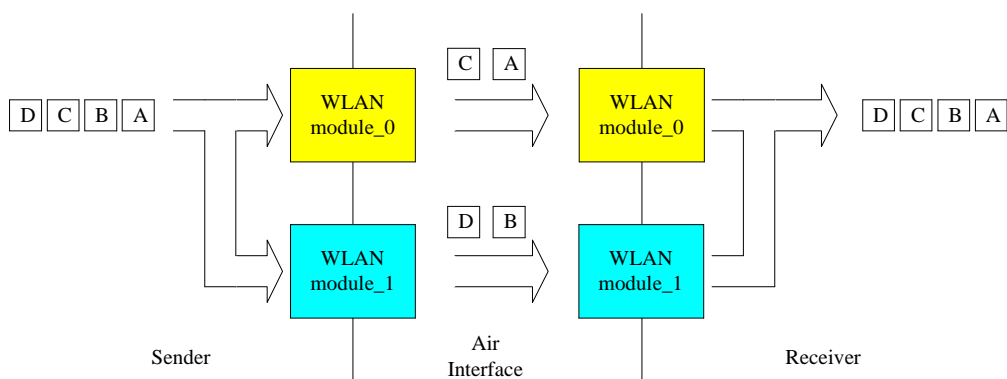 C A
D C B A
WLAN
module_0
WLAN
module_0
D C B A
D B
WLAN
module_1
WLAN
module_1
Sender
Air
Interface
Receiver